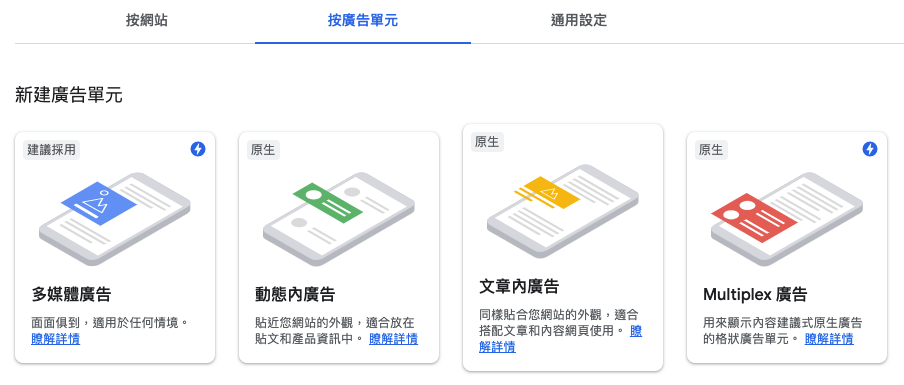 按網站
按廣告單元
通用設定
新建廣告單元
建議採用
多媒體廣告
面面俱到，適用於任何情境。
瞭解詳情
原生
動態內廣告
貼近您網站的外觀，適合放在
貼文和產品資訊中。 瞭解詳情
原生
文章內廣告
同樣貼合您網站的外觀，適合
搭配文章和內容網頁使用。 瞭
解詳情
原生
Multiplex 廣告
用來顯示內容建議式原生廣告
的格狀廣告單元。 瞭解詳情